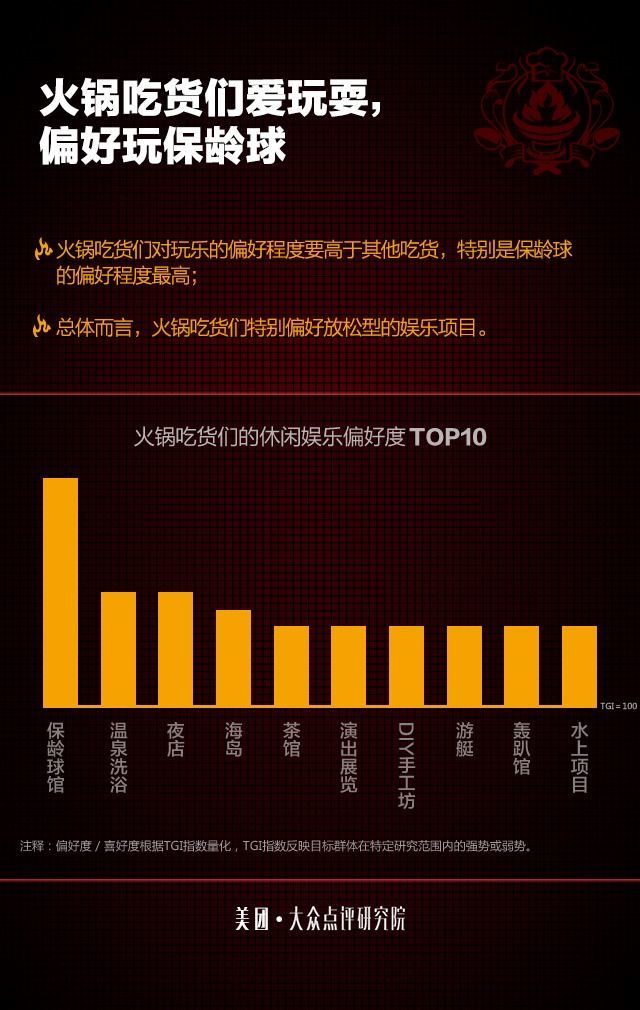 火锅吃货们爱玩耍，
偏好玩保龄球
火锅吃货们对玩乐的偏好程度要高于其他吃货，特别是保龄球
的偏好程度最高；
总体而言，火锅吃货们特别偏好放松型的娱乐项目。
火锅吃货们的休闲娱乐偏好度 TOP10
TGI=100
保龄球馆
温泉洗浴
夜店
海岛
茶馆
演出展览
DIY手工坊
游艇
轰趴馆
水上项目
注释：偏好度/喜好度根据TGI指数量化，TGI指数反映目标群体在特定研究范围内的强势或弱势。
美团·大众点评研究院